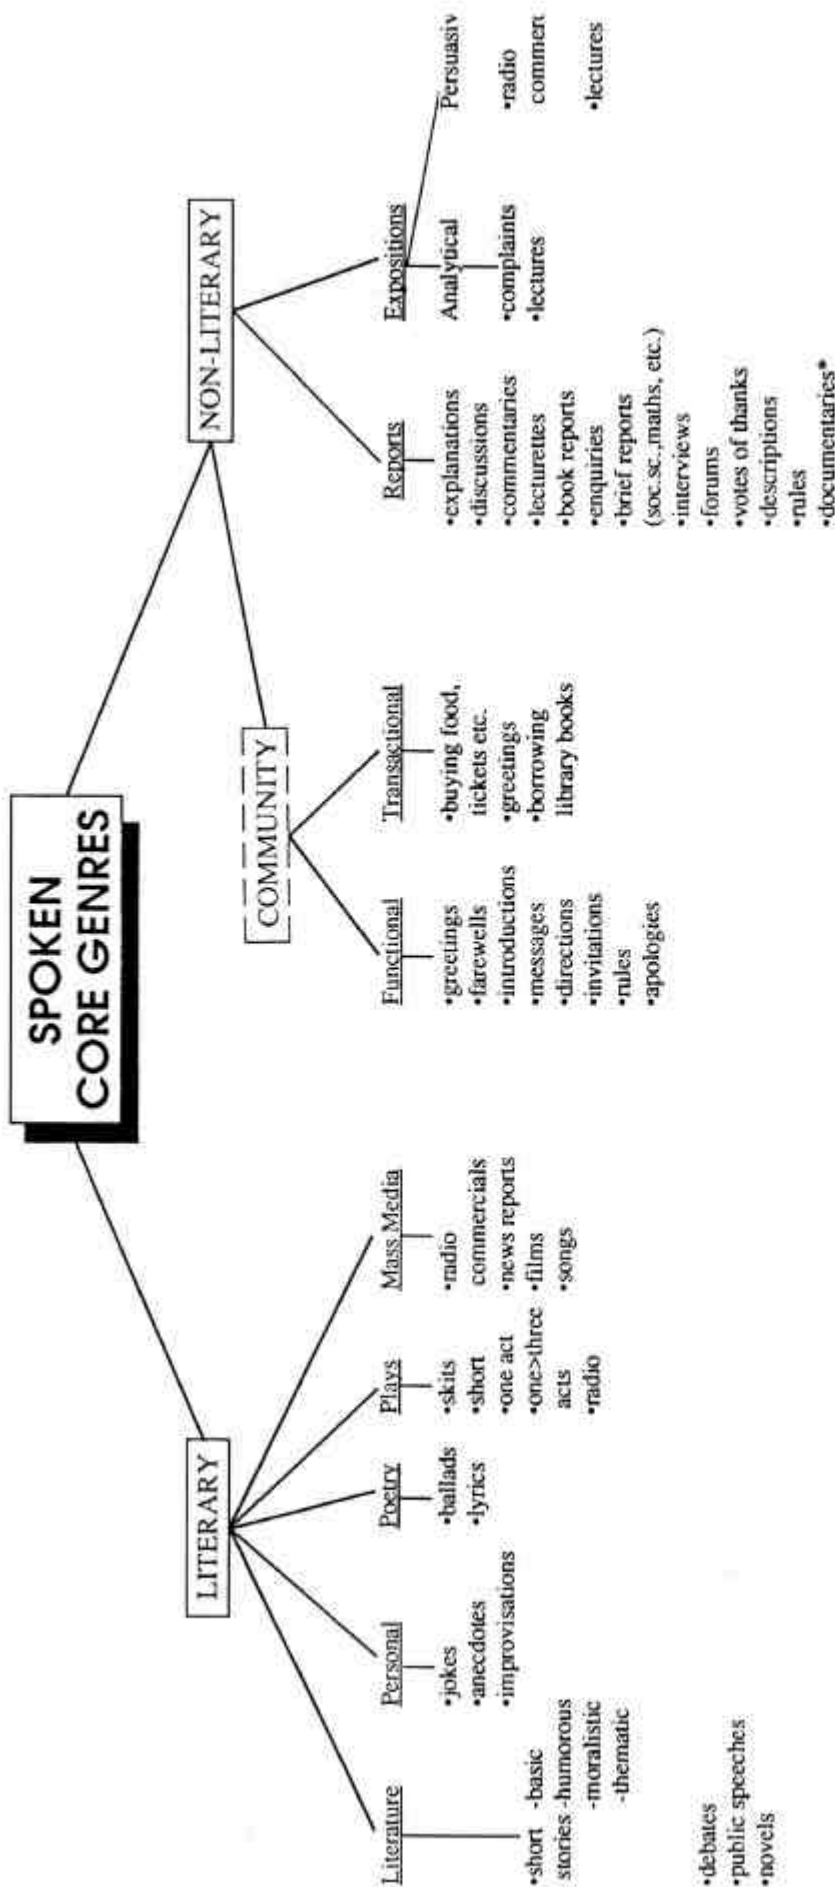 SPOKEN
CORE GENRES
LITERARY
NON-LITERARY
COMMUNITY
Literature
•short -basic
stories -humorous
-moralistic
-thematic
•debates
•public speeches
•novels
Personal
•jokes
•anecdotes
•improvisations
Poetry
•ballads
•lyrics
Plays
•skits
•short
•one act
•one>three
acts
•radio
Mass Media
•radio
commercials
•news reports
•films
•songs
Functional
•greetings
•farewells
•introductions
•messages
•directions
•invitations
•rules
•apologies
Transactional
•buying food,
tickets etc.
•greetings
•borrowing
library books
Reports
•explanations
•discussions
•commentaries
•lecturettes
•book reports
•enquiries
•brief reports
(soc.sc.,maths, etc.)
•interviews
•forums
•votes of thanks
•descriptions
•rules
•documentaries*
Expositions
Analytical
•complaints
•lectures
Persuasiv
•radio
comment
•lectures